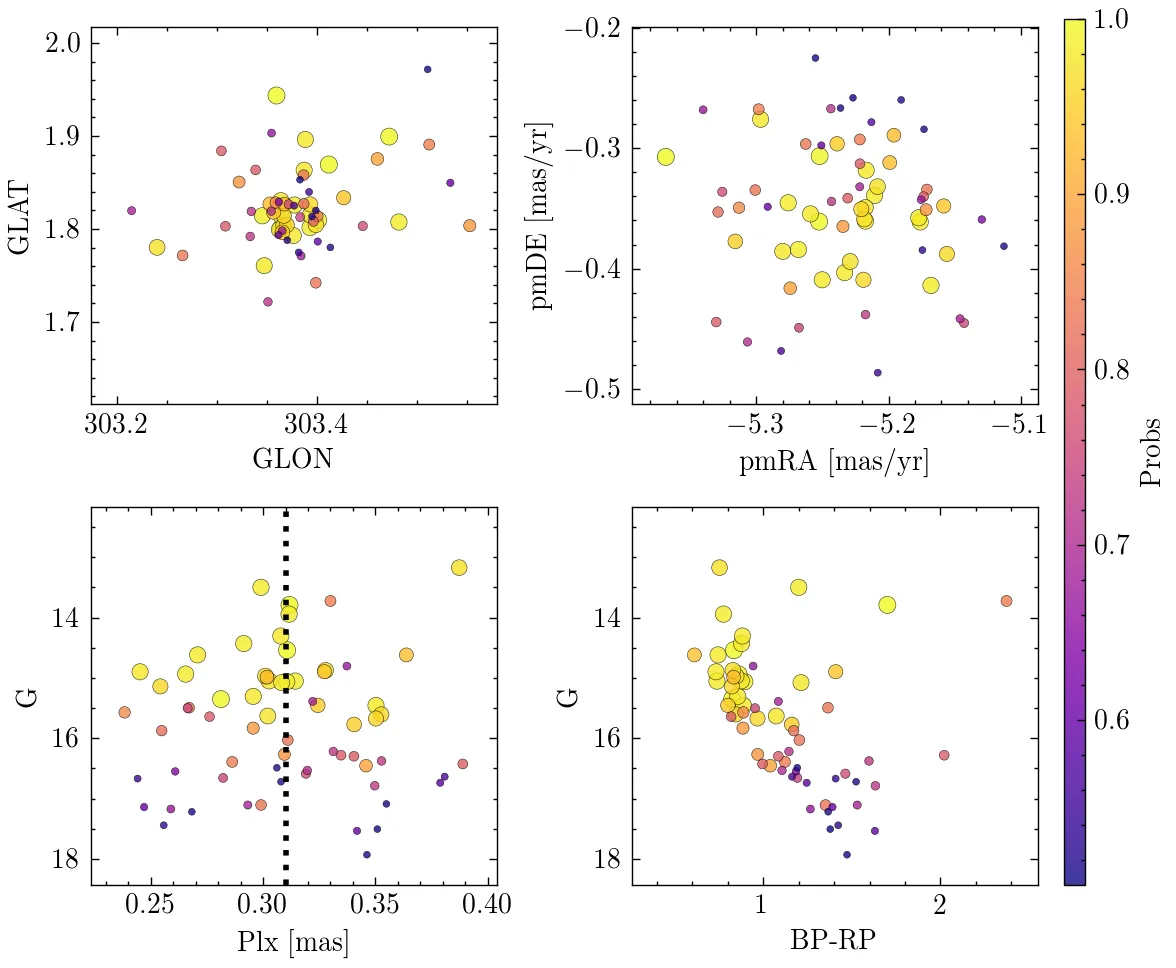 2.0
1.9
1.8
1.7
GLAT
303.2 303.4
GLON
−0.2
−0.3
−0.4
−0.5
pmDE [mas/yr]
−5.3 −5.2 −5.1
pmRA [mas/yr]
14
16
18
G
0.25 0.30 0.35 0.40
Plx [mas]
14
16
18
G
1 2
BP-RP
1.0
0.9
0.8
0.7
0.6
Probs